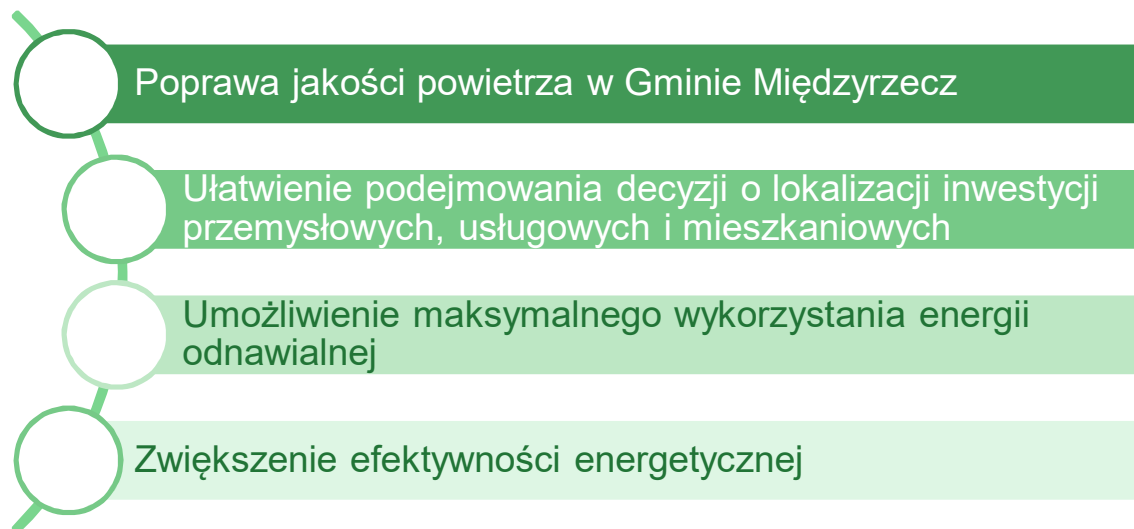 Poprawa jakości powietrza w Gminie Międzyrzecz
Ułatwienie podejmowania decyzji o lokalizacji inwestycji
przemysłowych, usługowych i mieszkaniowych
Umożliwienie maksymalnego wykorzystania energii
odnawialnej
Zwiększenie efektywności energetycznej